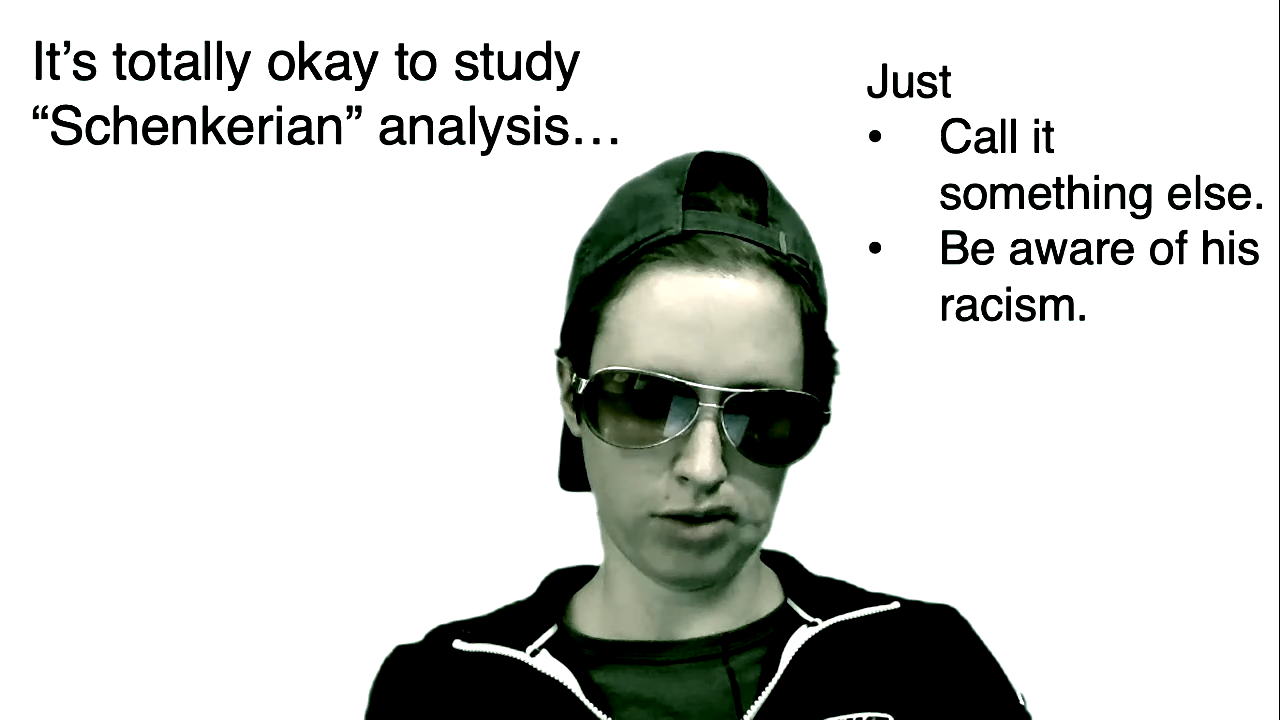 It’s totally okay to study
“Schenkerian” analysis…
Just
• Call it
something else.
• Be aware of his
racism.